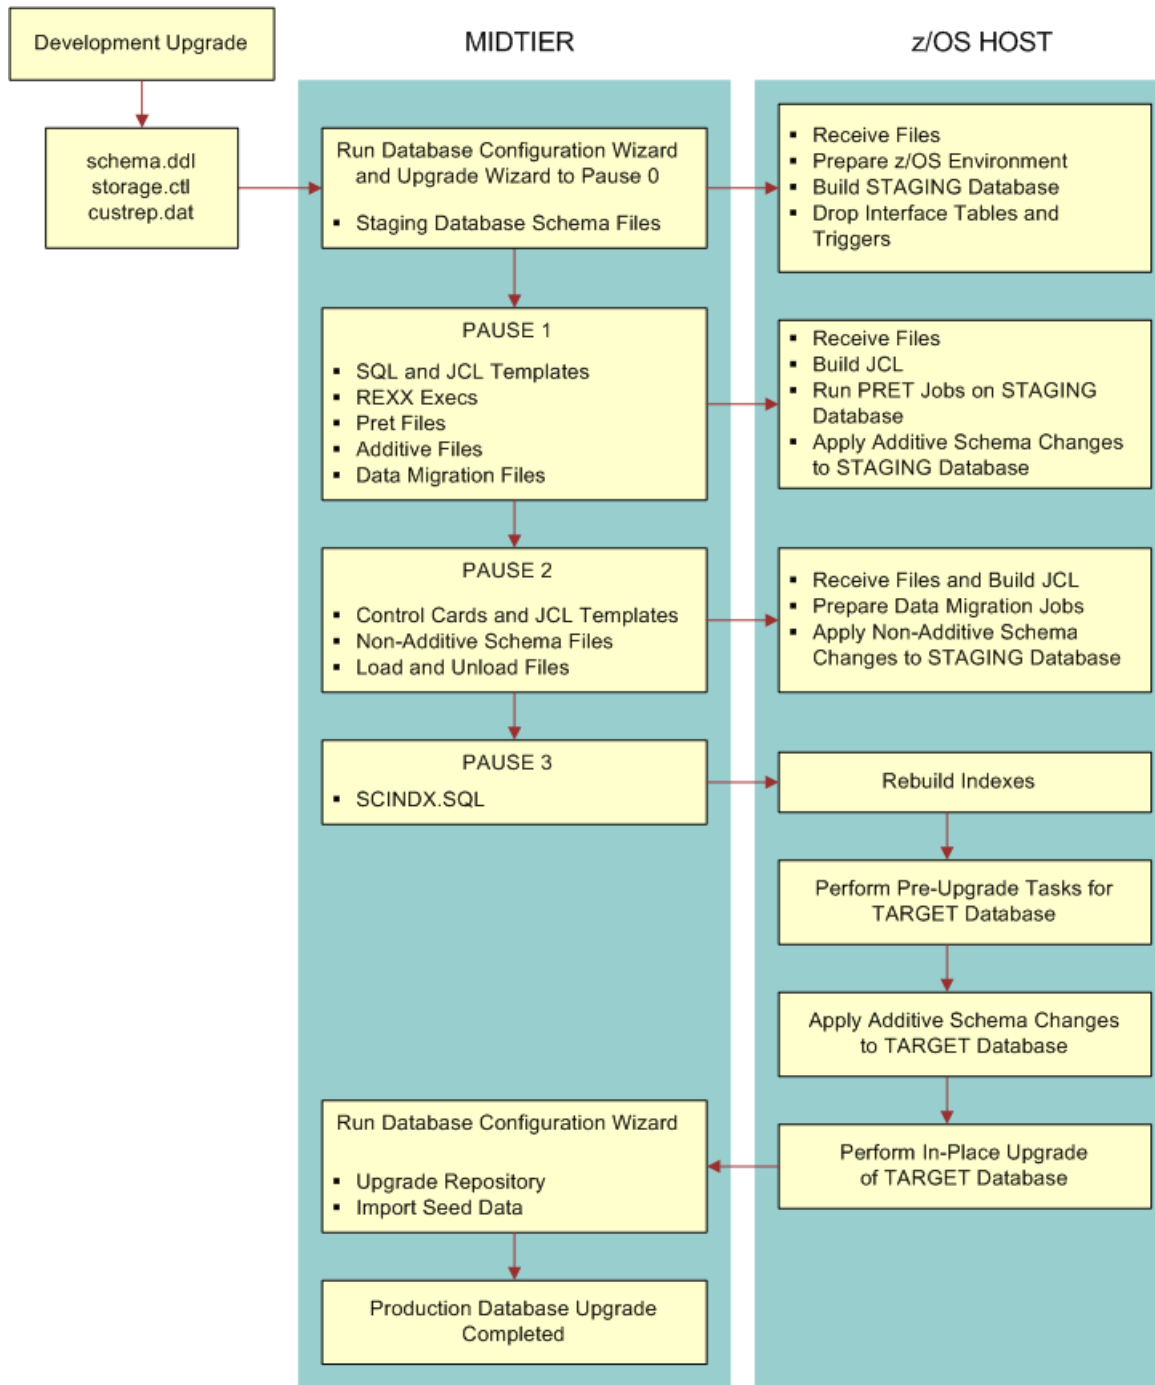 Development Upgrade
MIDTIER
z/OS HOST
schema.ddl
storage.ctl
custrep.dat
Run Database Configuration Wizard
and Upgrade Wizard to Pause 0
▪ Staging Database Schema Files
▪ Receive Files
▪ Prepare z/OS Environment
▪ Build STAGING Database
▪ Drop Interface Tables and
Triggers
PAUSE 1
▪ SQL and JCL Templates
▪ REXX Execs
▪ Pret Files
▪ Additive Files
▪ Data Migration Files
▪ Receive Files
▪ Build JCL
▪ Run PRET Jobs on STAGING
Database
▪ Apply Additive Schema Changes
to STAGING Database
PAUSE 2
▪ Control Cards and JCL Templates
▪ Non-Additive Schema Files
▪ Load and Unload Files
▪ Receive Files and Build JCL
▪ Prepare Data Migration Jobs
▪ Apply Non-Additive Schema
Changes to STAGING Database
PAUSE 3
▪ SCINDX.SQL
Rebuild Indexes
Perform Pre-Upgrade Tasks for
TARGET Database
Apply Additive Schema Changes
to TARGET Database
Perform In-Place Upgrade
of TARGET Database
Run Database Configuration Wizard
▪ Upgrade Repository
▪ Import Seed Data
Production Database Upgrade
Completed